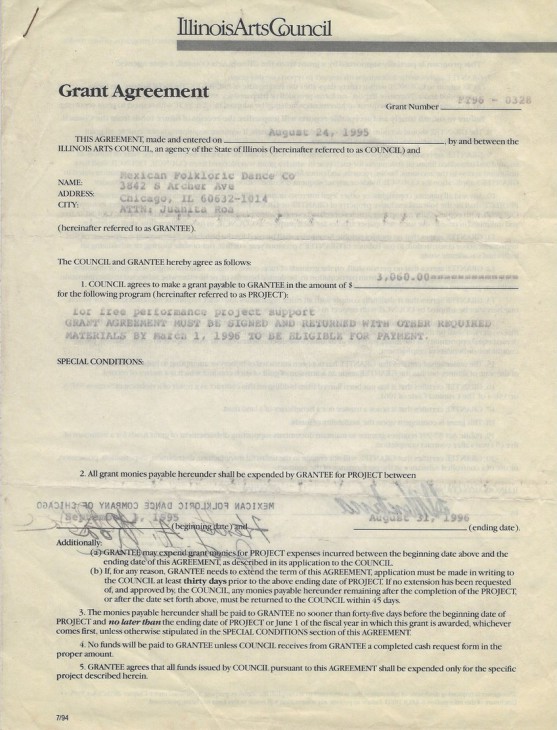 IllinoisArtsCouncil
Grant Agreement
Grant Number FT96 - 0328
THIS AGREEMENT, made and entered on August 24, 1995, by and between the
ILLINOIS ARTS COUNCIL, an agency of the State of Illinois (hereinafter referred to as COUNCIL) and
NAME: Mexican Folkloric Dance Co
ADDRESS: 3842 S Archer Ave
CITY: Chicago, IL 60632-1014
ATTN: Juanita Roa
(hereinafter referred to as GRANTEE).
The COUNCIL and GRANTEE hereby agree as follows:
1. COUNCIL agrees to make a grant payable to GRANTEE in the amount of $ 3,060.00
for the following program (hereinafter referred to as PROJECT):
for free performance project support
GRANT AGREEMENT MUST BE SIGNED AND RETURNED WITH OTHER REQUIRED
MATERIALS BY March 1, 1996 TO BE ELIGIBLE FOR PAYMENT.
SPECIAL CONDITIONS:
2. All grant monies payable hereunder shall be expended by GRANTEE for PROJECT between
MEXICAN FOLKLORIC DANCE COMPANY OF CHICAGO
1995 (beginning date) and August 31, 1996 (ending date).
Additionally:
(a) GRANTEE may expend grant monies for PROJECT expenses incurred between the beginning date above and the
ending date of this AGREEMENT, as described in its application to the COUNCIL.
(b) If, for any reason, GRANTEE needs to extend the term of this AGREEMENT, application must be made in writing to
the COUNCIL at least thirty days prior to the above ending date of PROJECT. If no extension has been requested
of, and approved by, the COUNCIL, any monies payable hereunder remaining after the completion of the PROJECT,
or after the date set forth above, must be returned to the COUNCIL within 45 days.
3. The monies payable hereunder shall be paid to GRANTEE no sooner than forty-five days before the beginning date of
PROJECT and no later than the ending date of PROJECT or June 1 of the fiscal year in which this grant is awarded, whichever
comes first, unless otherwise stipulated in the SPECIAL CONDITIONS section of this AGREEMENT.
4. No funds will be paid to GRANTEE unless COUNCIL receives from GRANTEE a completed cash request form in the
proper amount.
5. GRANTEE agrees that all funds issued by COUNCIL pursuant to this AGREEMENT shall be expended only for the specific
project described herein.
7/94